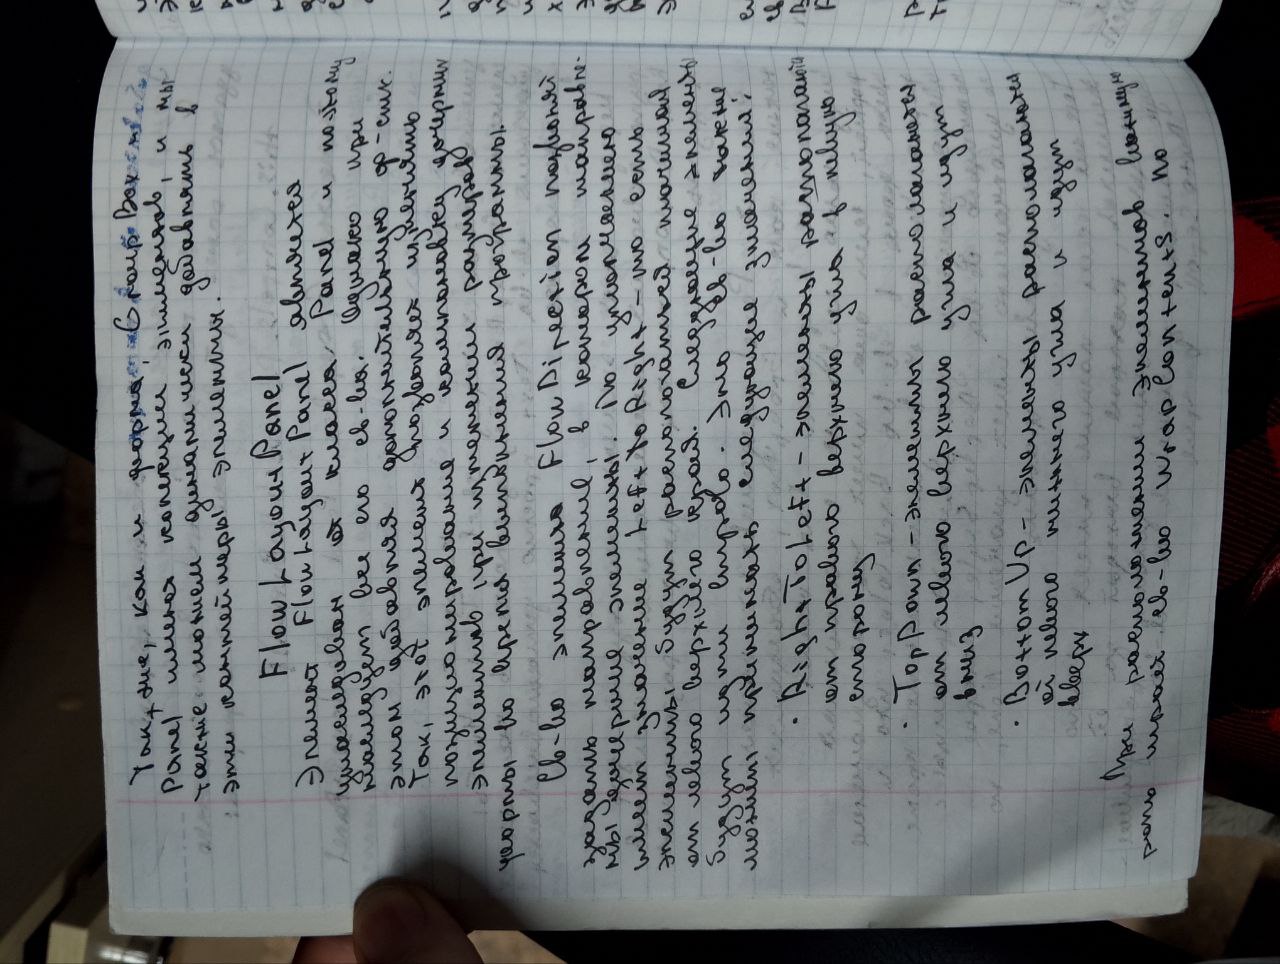 Так же, как и форма, GroupBox и
Panel имеют коллекции элементов, и мы
также можем динамически добавлять в
эти контейнеры элементы.
FlowLayoutPanel
Элемент FlowLayoutPanel является
унаследован от класса Panel и поэтому
наследует все его св-ва. Однако при
этом добавляя дополнительную ф-сть.
Так, этот элемент позволяет изменять
позиционирование и компоновку дочерних
элементов при изменении размеров
формы во время выполнения программы.
Св-во элемента FlowDirection позволяет
задать направление, в котором направле-
ны дочерние элементы. По умолчанию
имеет значение LeftToRight - то есть
элементы будут располагаться начиная
от левого верхнего края. Следующие элементы
будут идти вправо. Это св-во также
может принимать следующие значения:
· RightToLeft - элементы располагаются
от правого верхнего угла в левую
сторону
· TopDown - элементы располагаются
от левого верхнего угла и идут
вниз
· BottomUp - элементы располагаются
от левого нижнего угла и идут
вверх
При расположении элементов важную
роль играет св-во WrapContents. По